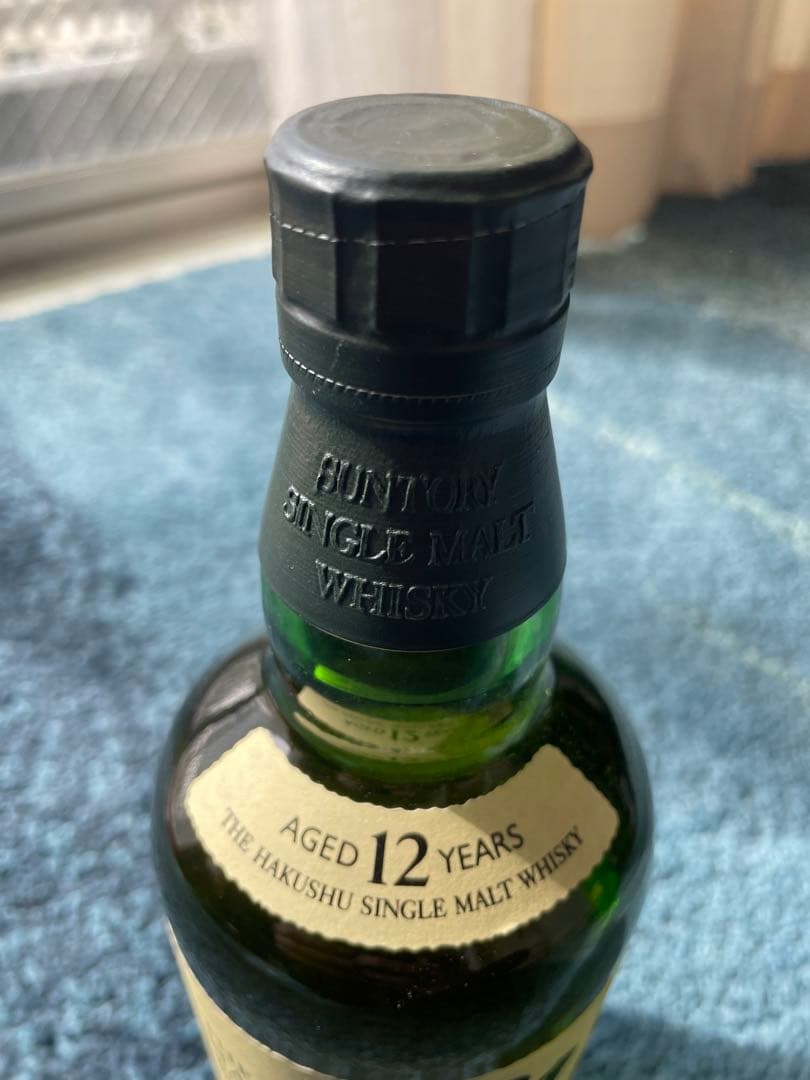 SUNTORY
SINGLE MALT
WHISKY
AGED 12 YEARS
THE HAKUSHU SINGLE MALT WHISKY